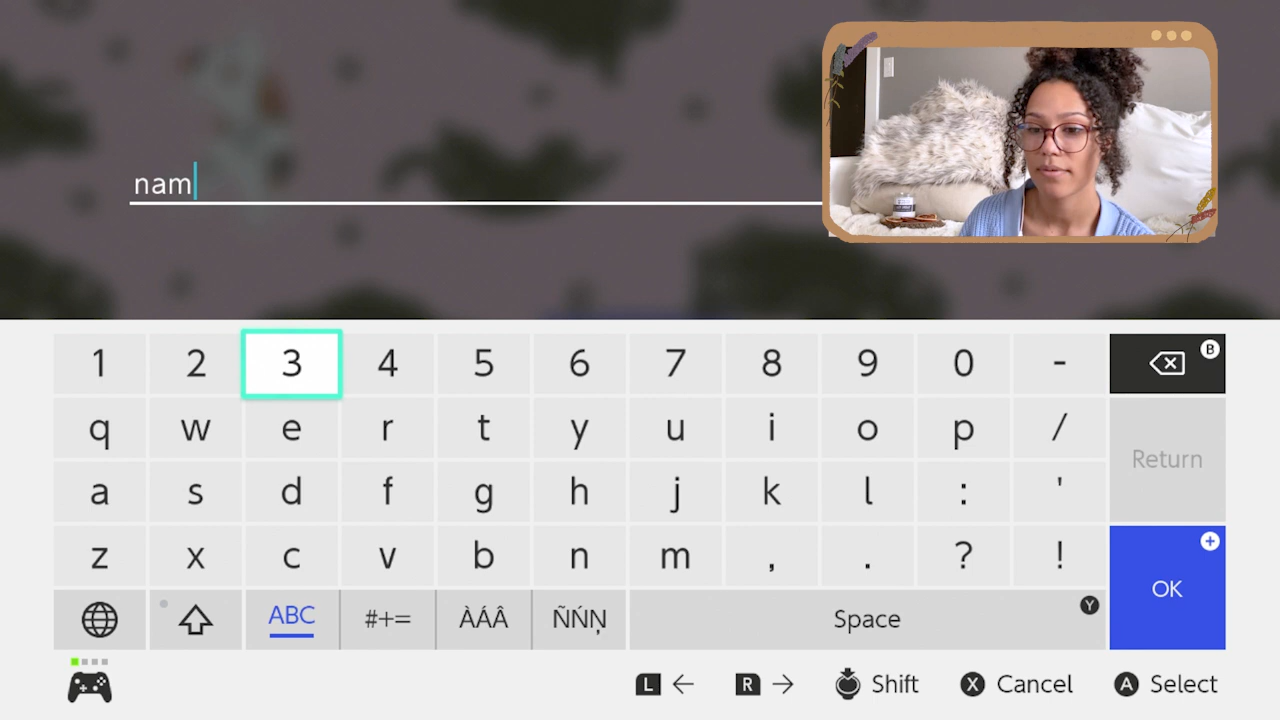 nam
1 2 3 4 5 6 7 8 9 0 - B
q w e r t y u i o p / Return
a s d f g h j k l : '
z x c v b n m , . ? ! + OK
ABC #+= ÀÁÂ ÑŃŅ Space Y
L ← R → Shift X Cancel A Select